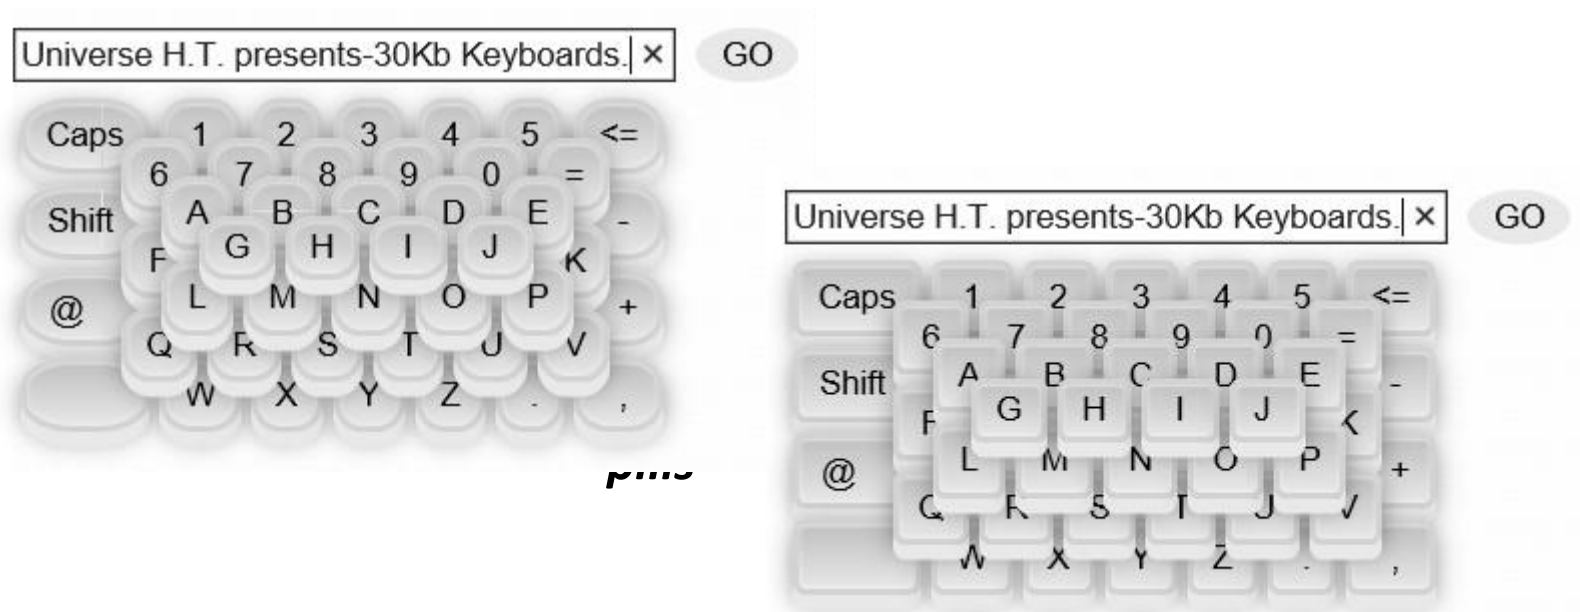 Universe H.T. presents-30Kb Keyboards. × GO
Caps 1 2 3 4 5 <=
6 7 8 9 0 =
Shift A B C D E -
G H I J
F K
@ L M N O P +
Q R S T U V
W X Y Z . ,
Universe H.T. presents-30Kb Keyboards. × GO
Caps 1 2 3 4 5 <=
6 7 8 9 0 =
Shift A B C D E -
G H I J
F K
@ L M N O P +
Q R S T U V
W X Y Z . ,